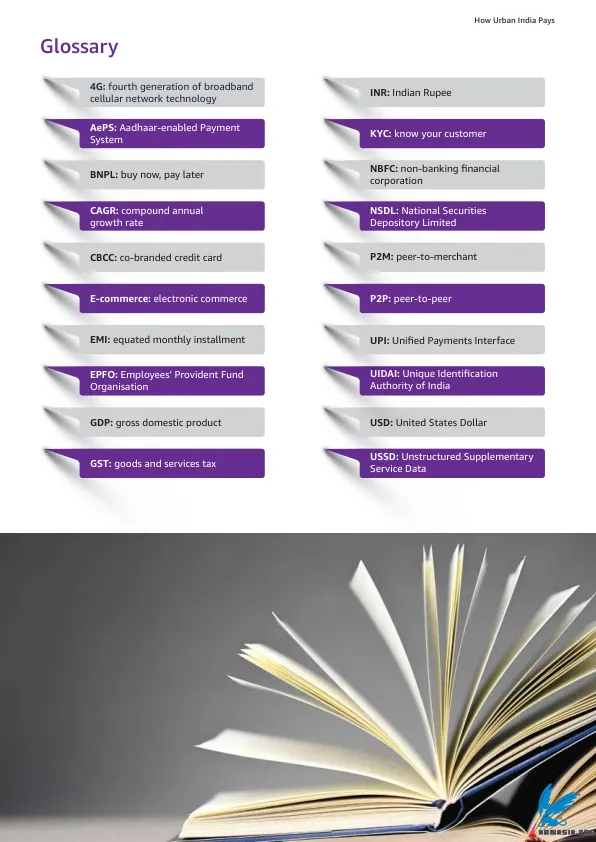 How Urban India Pays
Glossary
4G: fourth generation of broadband
cellular network technology
AePS: Aadhaar-enabled Payment
System
BNPL: buy now, pay later
CAGR: compound annual
growth rate
CBCC: co-branded credit card
E-commerce: electronic commerce
EMI: equated monthly installment
EPFO: Employees' Provident Fund
Organisation
GDP: gross domestic product
GST: goods and services tax
INR: Indian Rupee
KYC: know your customer
NBFC: non-banking financial
corporation
NSDL: National Securities
Depository Limited
P2M: peer-to-merchant
P2P: peer-to-peer
UPI: Unified Payments Interface
UIDAI: Unique Identification
Authority of India
USD: United States Dollar
USSD: Unstructured Supplementary
Service Data